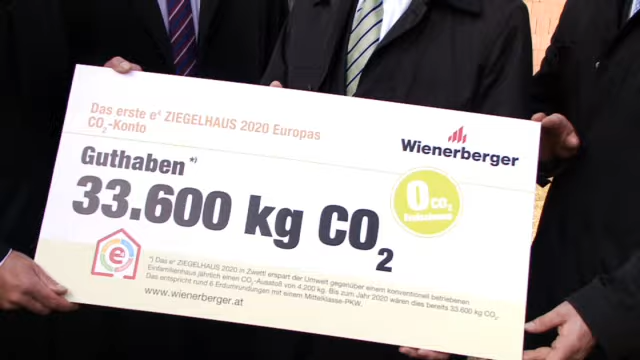 Das erste e⁴ ZIEGELHAUS 2020 Europas
CO₂-Konto
Wienerberger
Guthaben *)
33.600 kg CO₂
0 CO₂
e⁴
*) Das e⁴ ZIEGELHAUS 2020 in Zwettl erspart der Umwelt gegenüber einem konventionell betriebenen
Einfamilienhaus jährlich einen CO₂-Ausstoß von 4.200 kg. Bis zum Jahr 2020 wären dies bereits 33.600 kg CO₂.
Das entspricht rund 6 Erdumrundungen mit einem Mittelklasse-PKW.
www.wienerberger.at